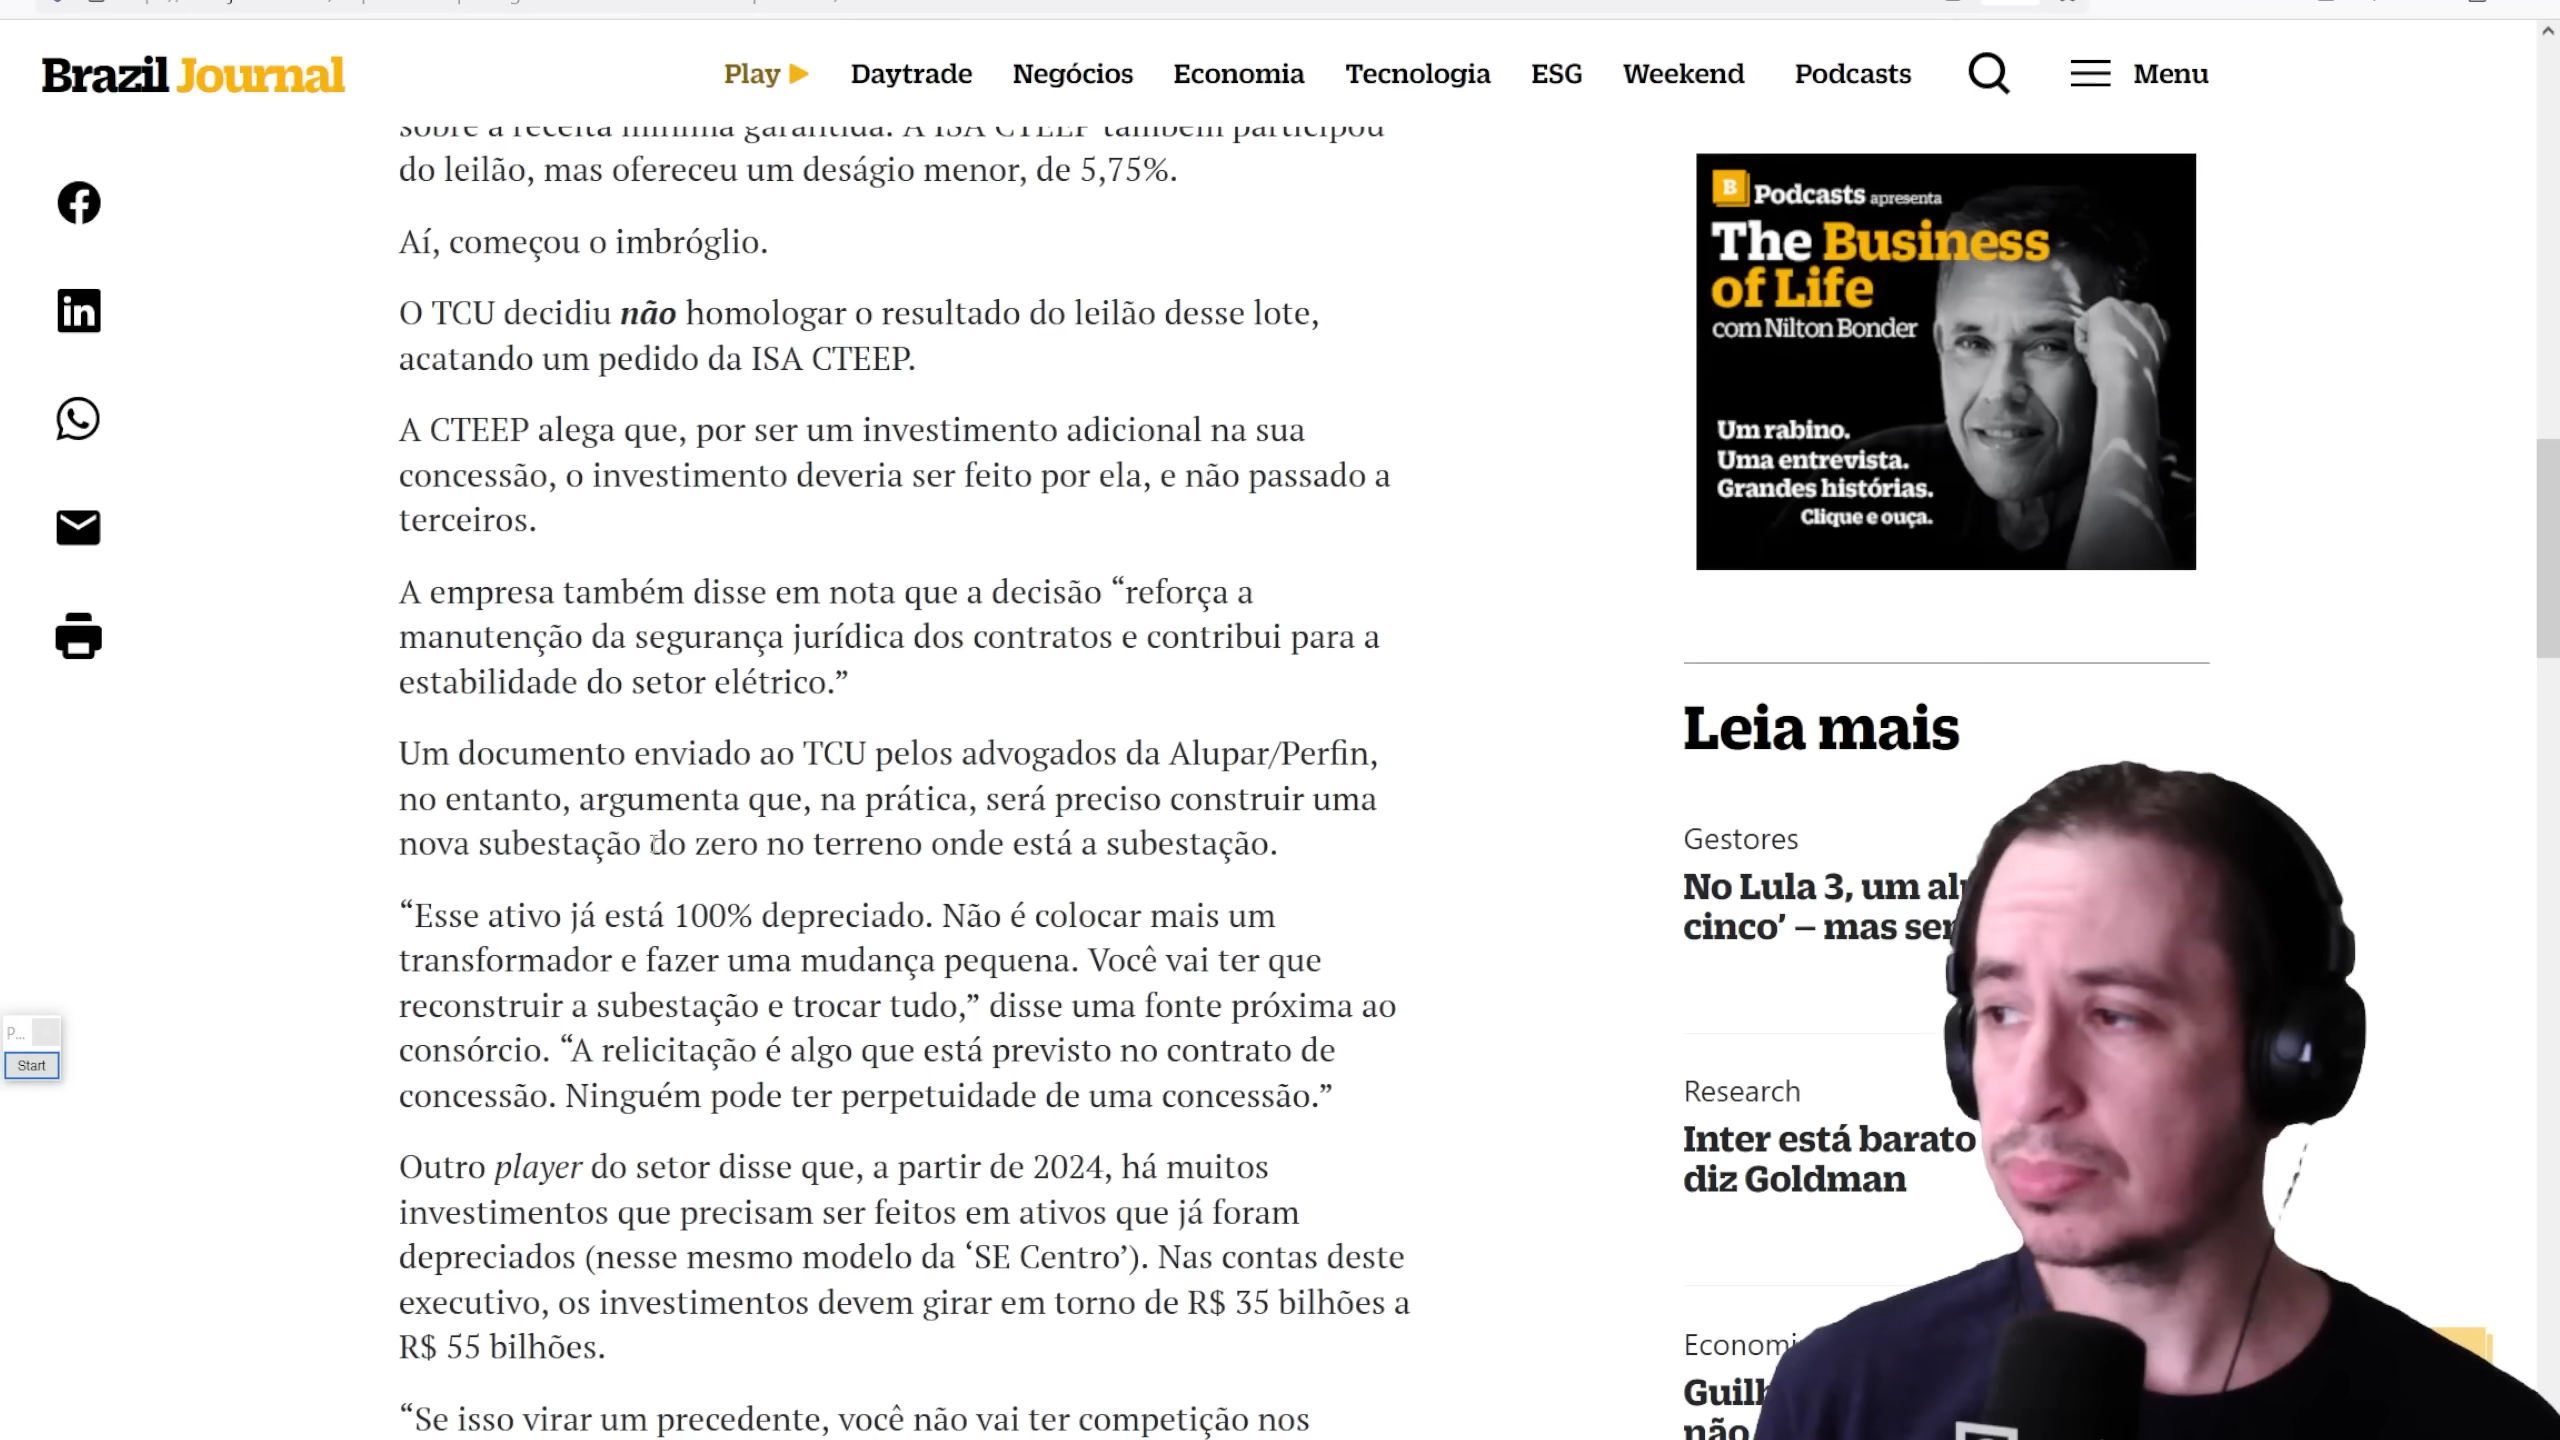 Brazil Journal
Play Daytrade Negócios Economia Tecnologia ESG Weekend Podcasts Menu
sobre a receita mínima garantida. A ISA CTEEP também participou
do leilão, mas ofereceu um deságio menor, de 5,75%.
Aí, começou o imbróglio.
O TCU decidiu não homologar o resultado do leilão desse lote,
acatando um pedido da ISA CTEEP.
A CTEEP alega que, por ser um investimento adicional na sua
concessão, o investimento deveria ser feito por ela, e não passado a
terceiros.
A empresa também disse em nota que a decisão “reforça a
manutenção da segurança jurídica dos contratos e contribui para a
estabilidade do setor elétrico.”
Um documento enviado ao TCU pelos advogados da Alupar/Perfin,
no entanto, argumenta que, na prática, será preciso construir uma
nova subestação do zero no terreno onde está a subestação.
“Esse ativo já está 100% depreciado. Não é colocar mais um
transformador e fazer uma mudança pequena. Você vai ter que
reconstruir a subestação e trocar tudo,” disse uma fonte próxima ao
consórcio. “A relicitação é algo que está previsto no contrato de
concessão. Ninguém pode ter perpetuidade de uma concessão.”
Outro player do setor disse que, a partir de 2024, há muitos
investimentos que precisam ser feitos em ativos que já foram
depreciados (nesse mesmo modelo da ‘SE Centro’). Nas contas deste
executivo, os investimentos devem girar em torno de R$ 35 bilhões a
R$ 55 bilhões.
“Se isso virar um precedente, você não vai ter competição nos
B Podcasts apresenta
The Business
of Life
com Nilton Bonder
Um rabino.
Uma entrevista.
Grandes histórias.
Clique e ouça.
Leia mais
Gestores
No Lula 3, um
cinco’ – mas
Research
Inter está barato
diz Goldman
não
P...
Start